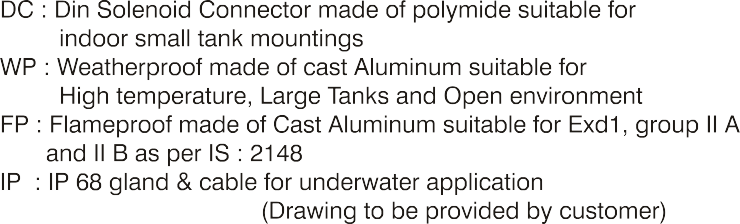 DC : Din Solenoid Connector made of polymide suitable for
indoor small tank mountings
WP : Weatherproof made of cast Aluminum suitable for
High temperature, Large Tanks and Open environment
FP : Flameproof made of Cast Aluminum suitable for Exd1, group II A
and II B as per IS : 2148
IP : IP 68 gland & cable for underwater application
(Drawing to be provided by customer)